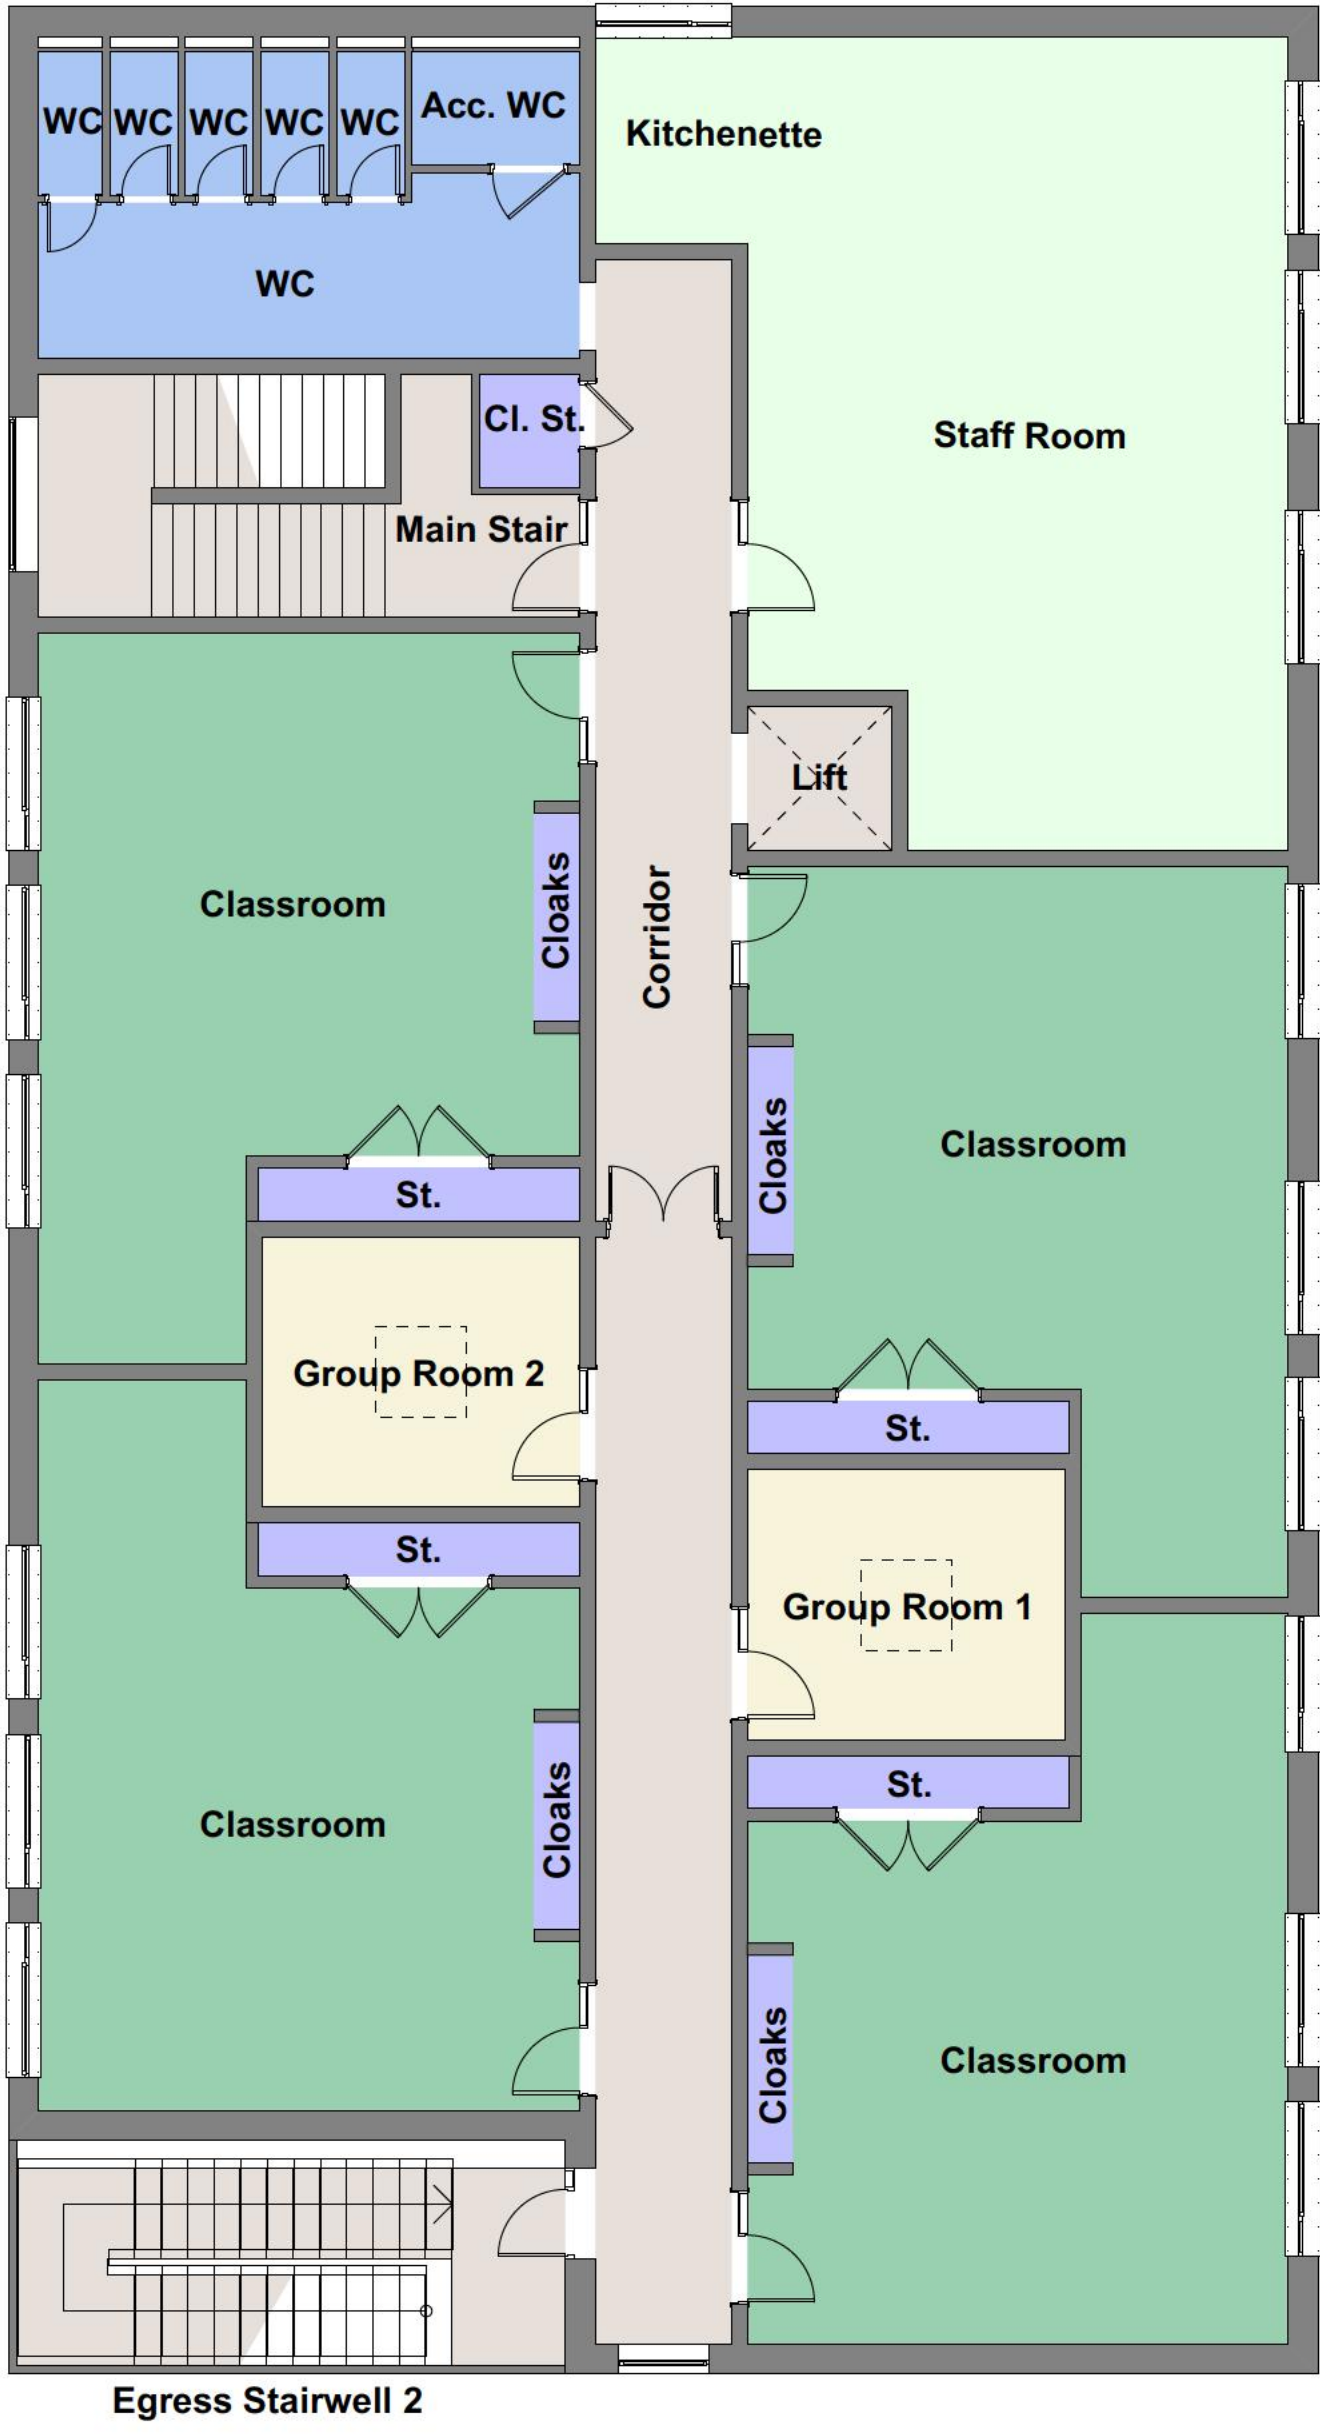 WC
WC
WC
WC
WC
Acc. WC
Kitchenette
WC
Cl. St.
Staff Room
Main Stair
Lift
Classroom
Cloaks
Corridor
Classroom
Cloaks
St.
Group Room 2
St.
St.
Group Room 1
St.
Classroom
Cloaks
Classroom
Cloaks
Egress Stairwell 2